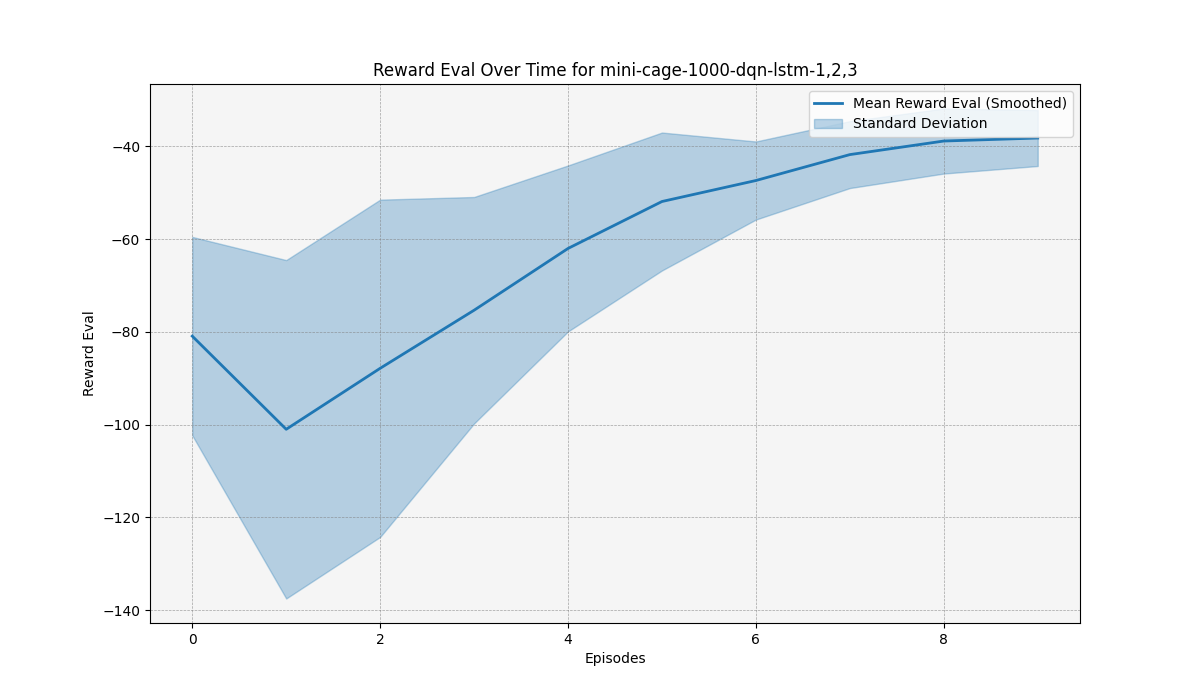 Reward Eval Over Time for mini-cage-1000-dqn-lstm-1,2,3
Mean Reward Eval (Smoothed)
Standard Deviation
−40
−60
−80
−100
−120
−140
Reward Eval
0
2
4
6
8
Episodes